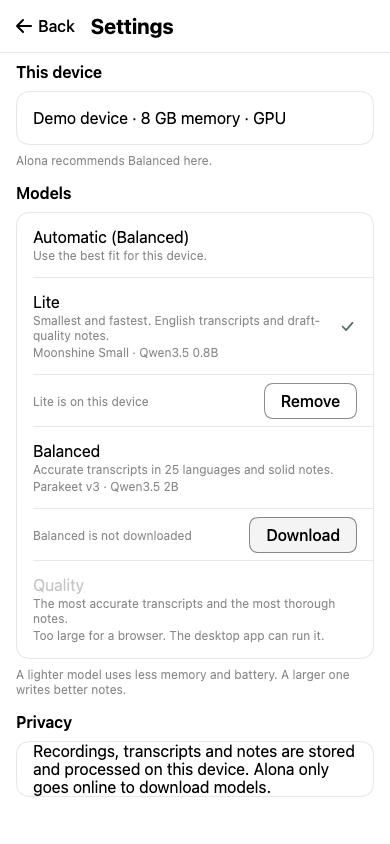 Back Settings
This device
Demo device · 8 GB memory · GPU
Alona recommends Balanced here.
Models
Automatic (Balanced)
Use the best fit for this device.
Lite
Smallest and fastest. English transcripts and draft-
quality notes.
Moonshine Small · Qwen3.5 0.8B
Lite is on this device
Remove
Balanced
Accurate transcripts in 25 languages and solid notes.
Parakeet v3 · Qwen3.5 2B
Balanced is not downloaded
Download
Quality
The most accurate transcripts and the most thorough
notes.
Too large for a browser. The desktop app can run it.
A lighter model uses less memory and battery. A larger one
writes better notes.
Privacy
Recordings, transcripts and notes are stored
and processed on this device. Alona only
goes online to download models.